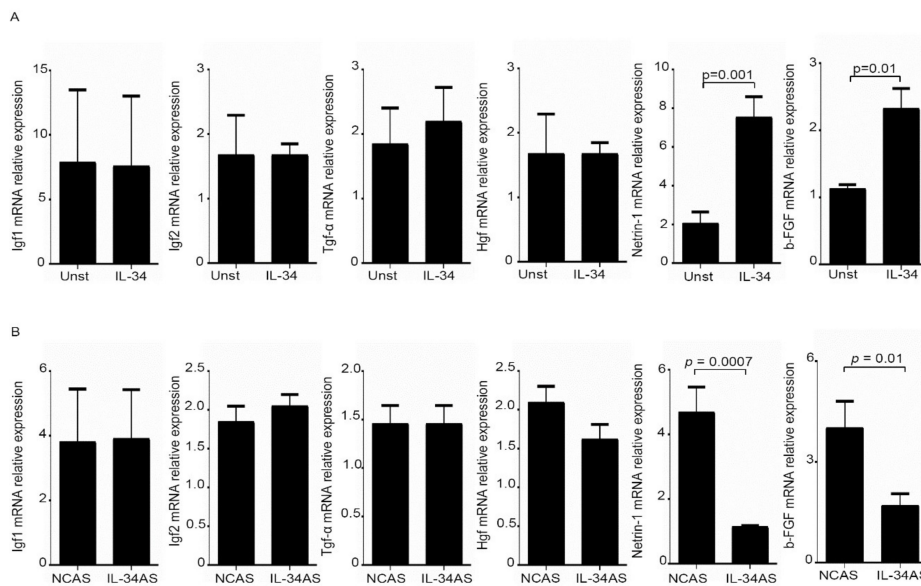 A
Igf1 mRNA relative expression
15
10
5
0
Unst IL-34
Igf2 mRNA relative expression
3
2
1
0
Unst IL-34
Tgf-α mRNA relative expression
3
2
1
0
Unst IL-34
Hgf mRNA relative expression
3
2
1
0
Unst IL-34
Netrin-1 mRNA relative expression
10
8
6
4
2
0
p=0.001
Unst IL-34
b-FGF mRNA relative expression
3
2
1
0
p=0.01
Unst IL-34
B
Igf1 mRNA relative expression
6
4
2
0
NCAS IL-34AS
Igf2 mRNA relative expression
2.5
2.0
1.5
1.0
0.5
0
NCAS IL-34AS
Tgf-α mRNA relative expression
2.0
1.5
1.0
0.5
0.0
NCAS IL-34AS
Hgf mRNA relative expression
2.5
2.0
1.5
1.0
0.5
0
NCAS IL-34AS
Netrin-1 mRNA relative expression
6
4
2
0
p = 0.0007
NCAS IL-34AS
b-FGF mRNA relative expression
6
3
0
p = 0.01
NCAS IL-34AS